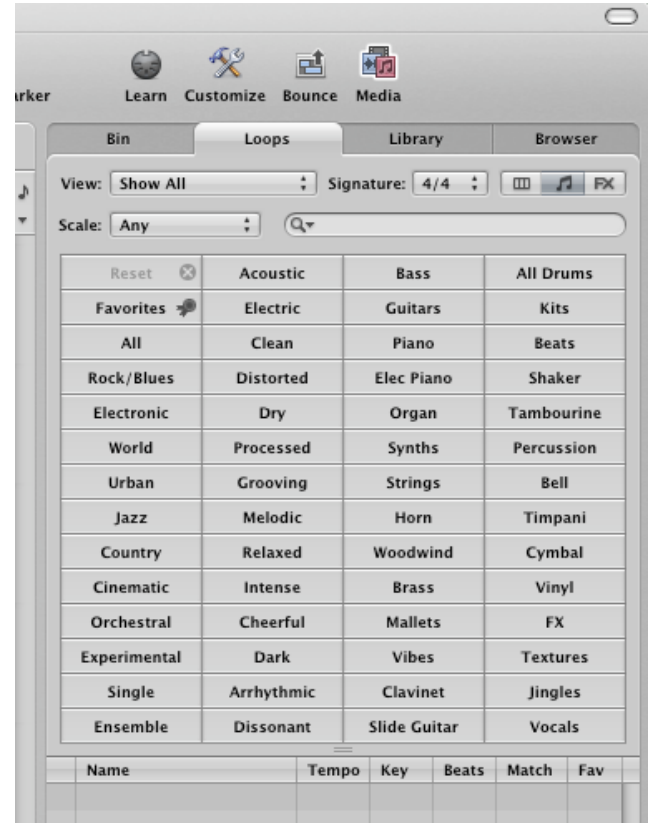 arker Learn Customize Bounce Media
Bin Loops Library Browser
View: Show All Signature: 4/4 FX
Scale: Any
Reset Acoustic Bass All Drums
Favorites Electric Guitars Kits
All Clean Piano Beats
Rock/Blues Distorted Elec Piano Shaker
Electronic Dry Organ Tambourine
World Processed Synths Percussion
Urban Grooving Strings Bell
Jazz Melodic Horn Timpani
Country Relaxed Woodwind Cymbal
Cinematic Intense Brass Vinyl
Orchestral Cheerful Mallets FX
Experimental Dark Vibes Textures
Single Arrhythmic Clavinet Jingles
Ensemble Dissonant Slide Guitar Vocals
Name Tempo Key Beats Match Fav